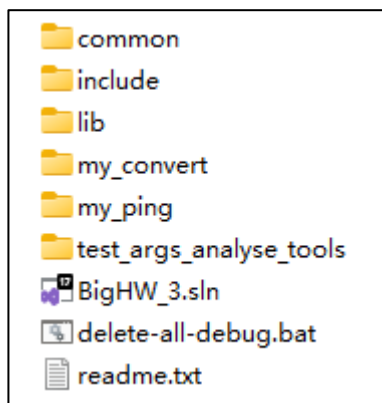 common
include
lib
my_convert
my_ping
test_args_analyse_tools
BigHW_3.sln
delete-all-debug.bat
readme.txt